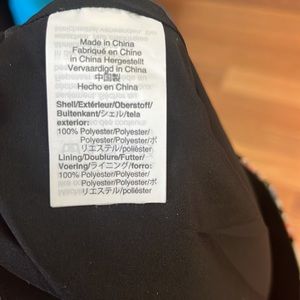 Made in China
Fabriqué en Chine
in China Hergestellt
Vervaardigd in China
中国製
Hecho en China
Shell/Extérieur/Oberstoff/
Buitenkant/シェル/tela
exterior:
100% Polyester/Polyester/
Polyester/Polyester/ポ
リエステル/poliéster
Lining/Doublure/Futter/
Voering/ライニング/forro:
100% Polyester/Polyester/
Polyester/Polyester/ポ
リエステル/poliéster